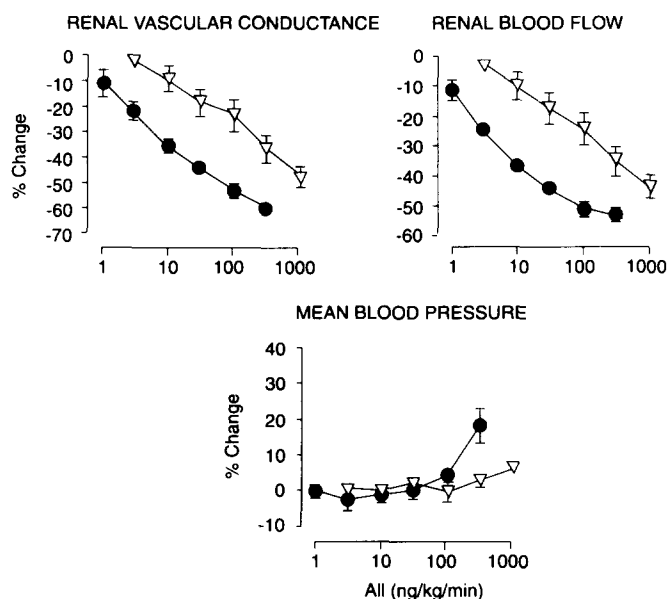 RENAL VASCULAR CONDUCTANCE
RENAL BLOOD FLOW
% Change
0
-10
-20
-30
-40
-50
-60
-70
1 10 100 1000
0
-10
-20
-30
-40
-50
-60
1 10 100 1000
MEAN BLOOD PRESSURE
% Change
40
30
20
10
0
-10
1 10 100 1000
AII (ng/kg/min)